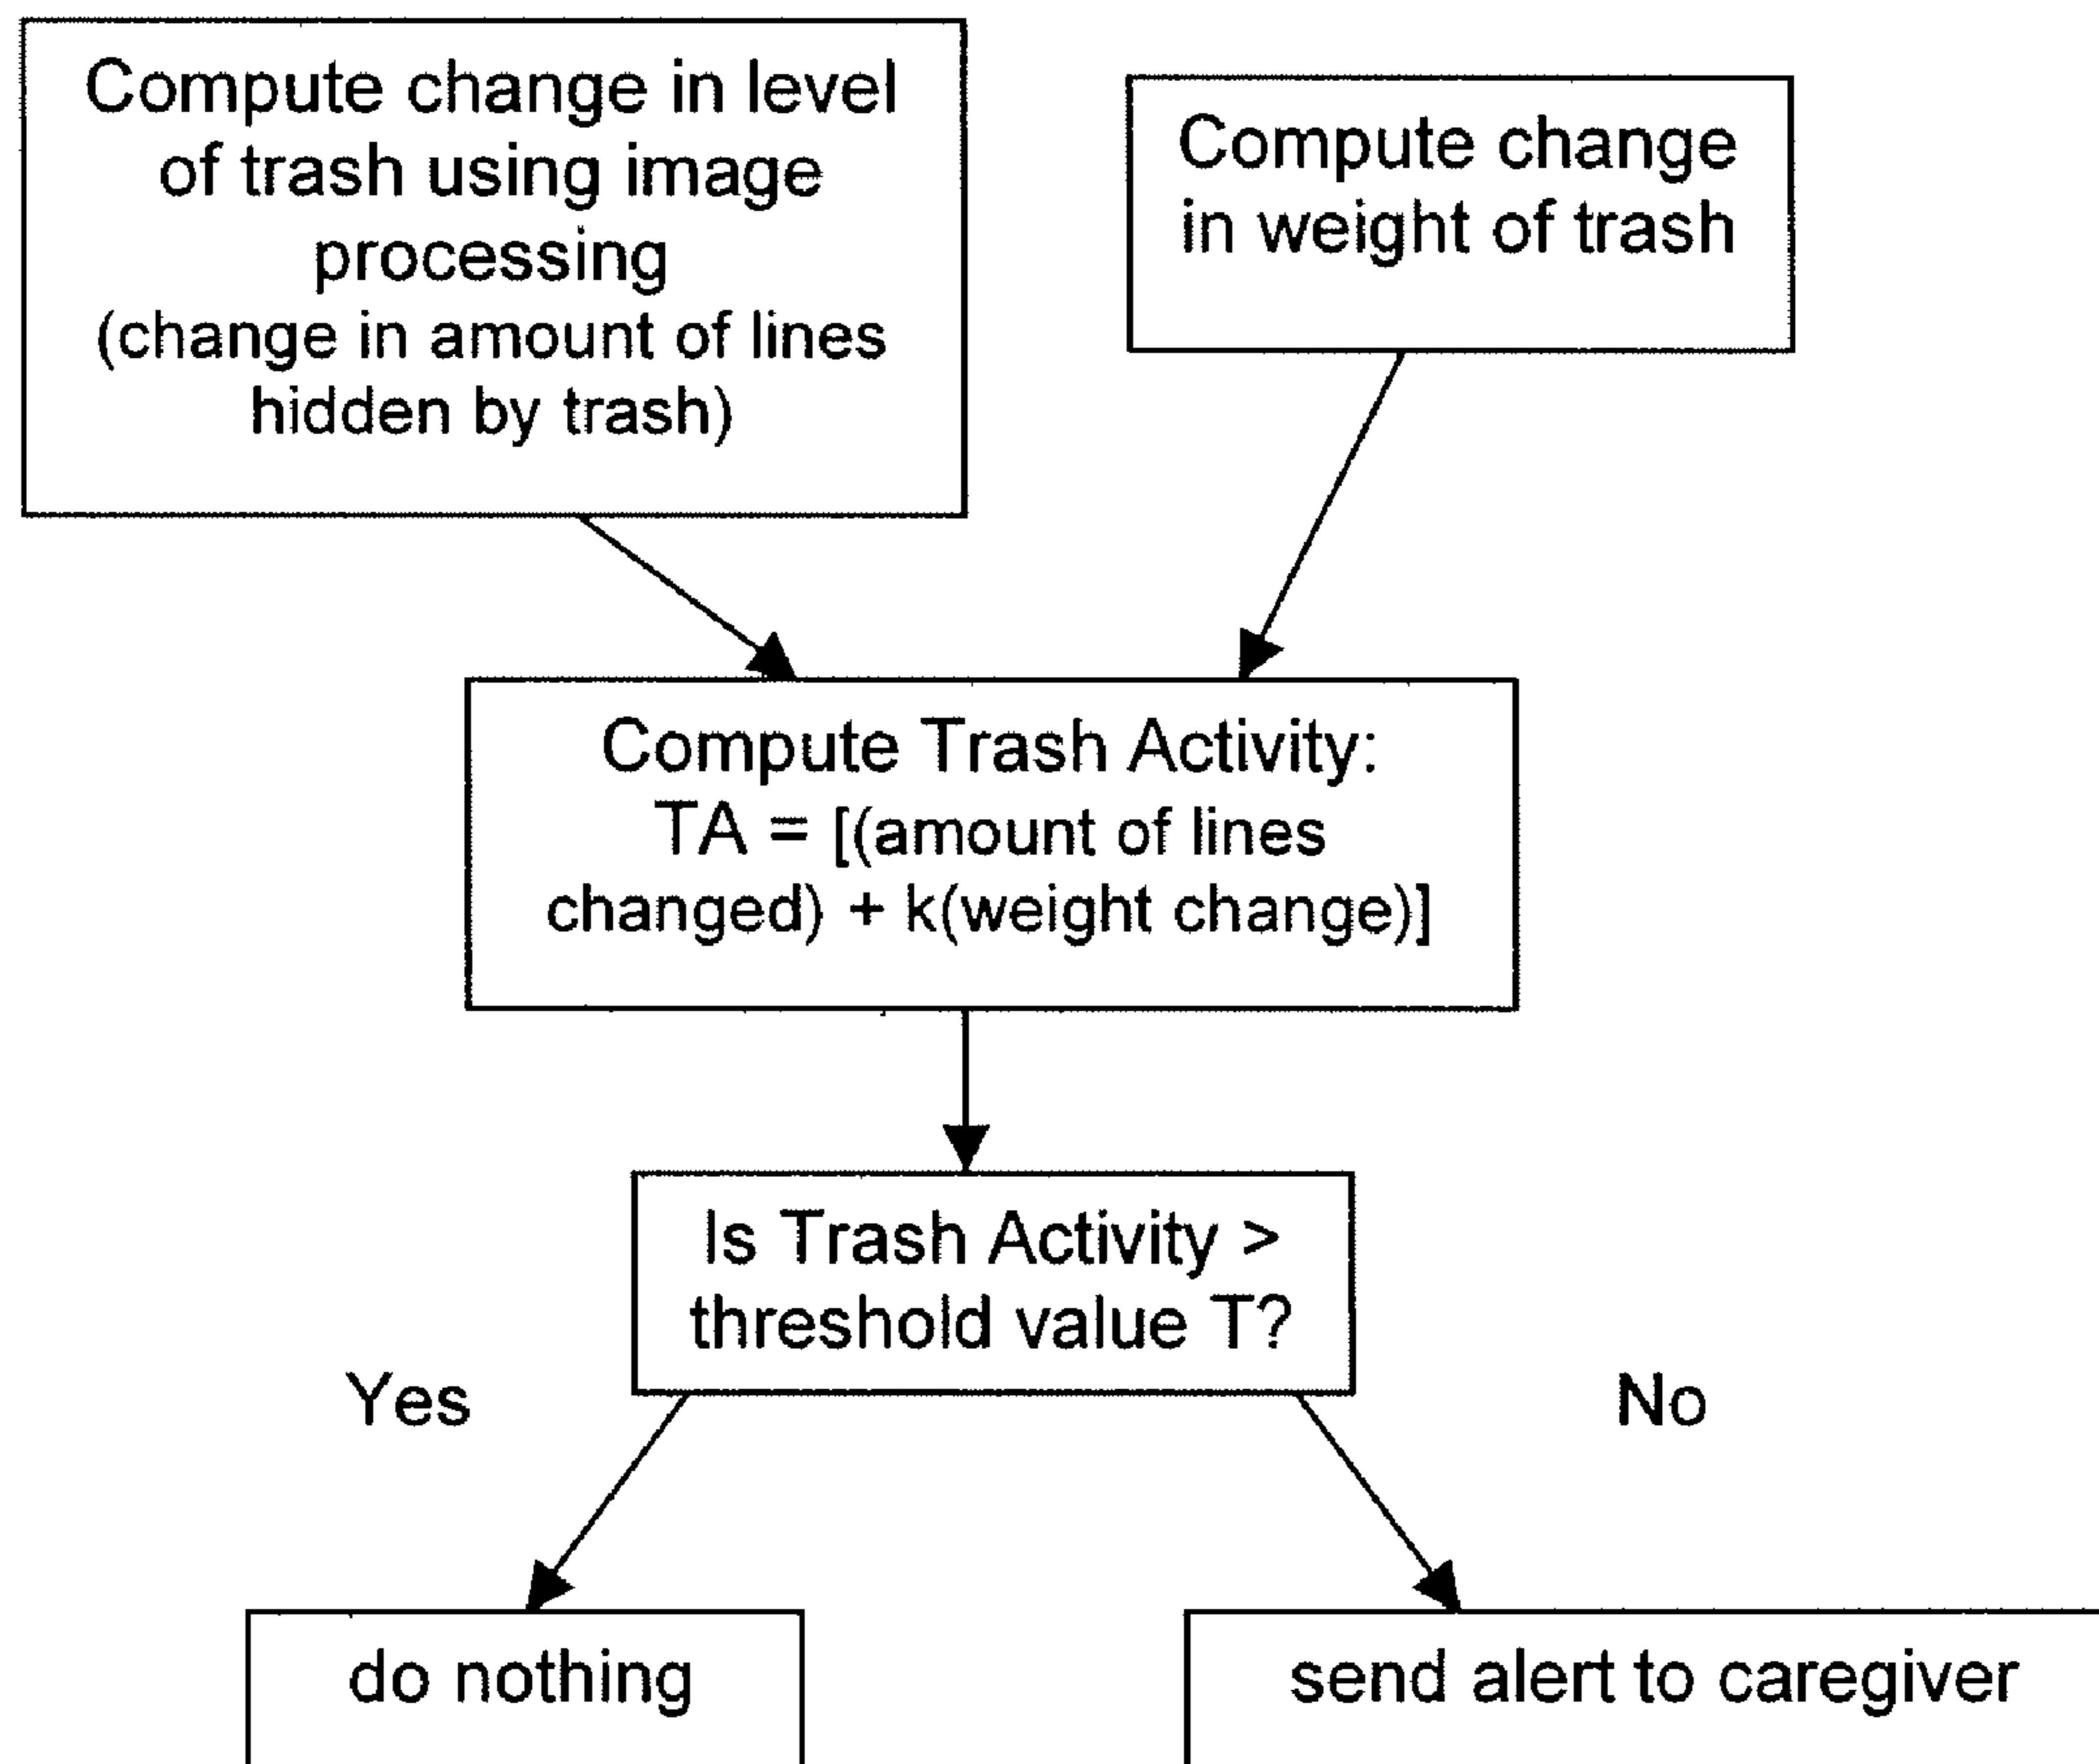 Compute change in level
of trash using image
processing
(change in amount of lines
hidden by trash)
Compute change
in weight of trash
Compute Trash Activity:
TA = [(amount of lines
changed) + k(weight change)]
Is Trash Activity >
threshold value T?
Yes
No
do nothing
send alert to caregiver